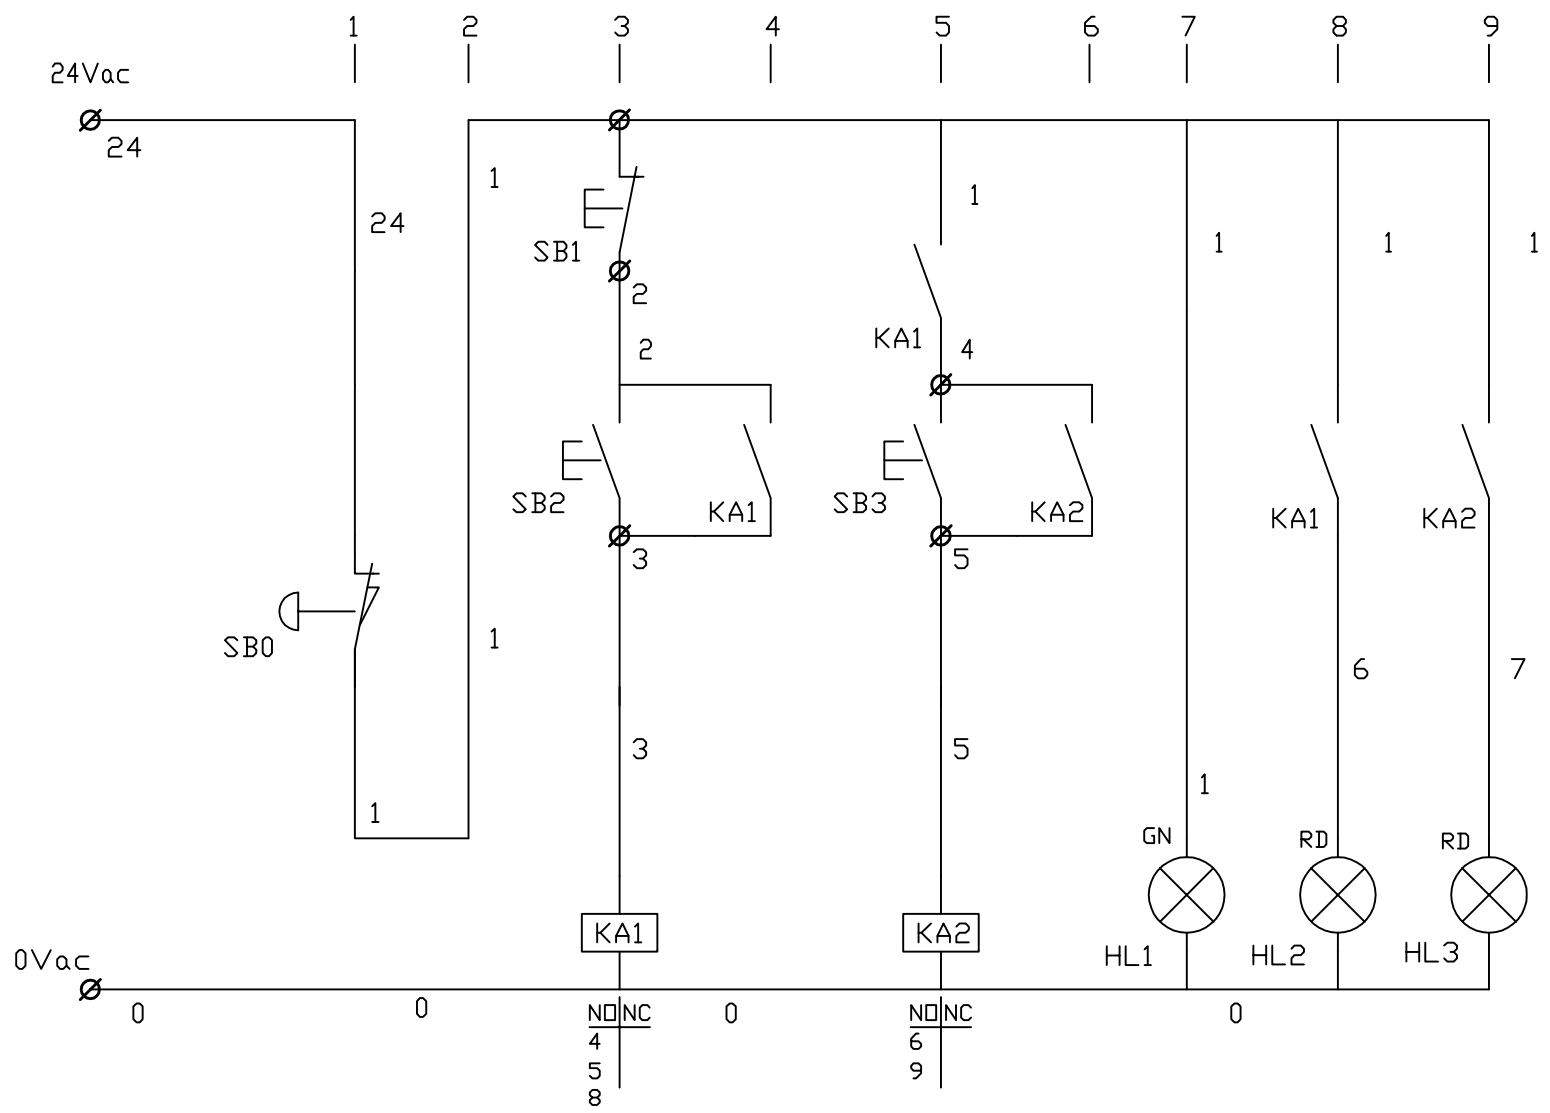 1 2 3 4 5 6 7 8 9
24Vac
24
1
1
24
1 1 1
SB1
2
KA1
2 4
SB2 KA1 SB3 KA2 KA1 KA2
3 5
SB0
1
6 7
3 5
1
1
GN RD RD
KA1 KA2
HL1 HL2 HL3
0Vac
0 0 NO NC 0 NO NC 0
4 6
5 9
8